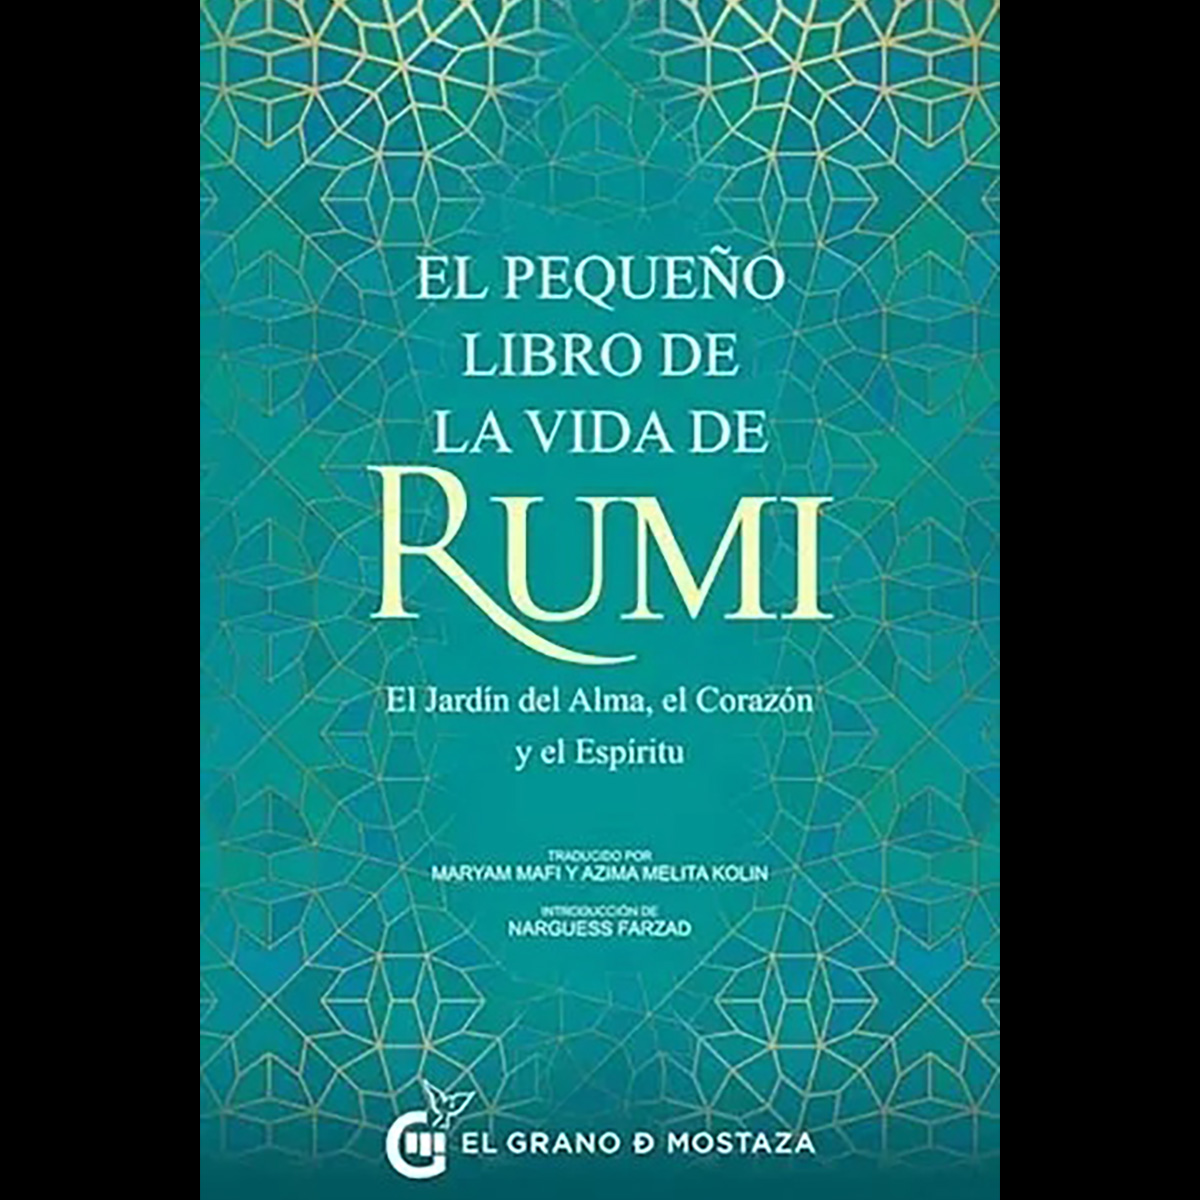 EL PEQUEÑO
LIBRO DE
LA VIDA DE
RUMI
El Jardín del Alma, el Corazón
y el Espíritu
TRADUCIDO POR
MARYAM MAFI Y AZIMA MELITA KOLIN
INTRODUCCIÓN DE
NARGUESS FARZAD
EL GRANO Đ MOSTAZA